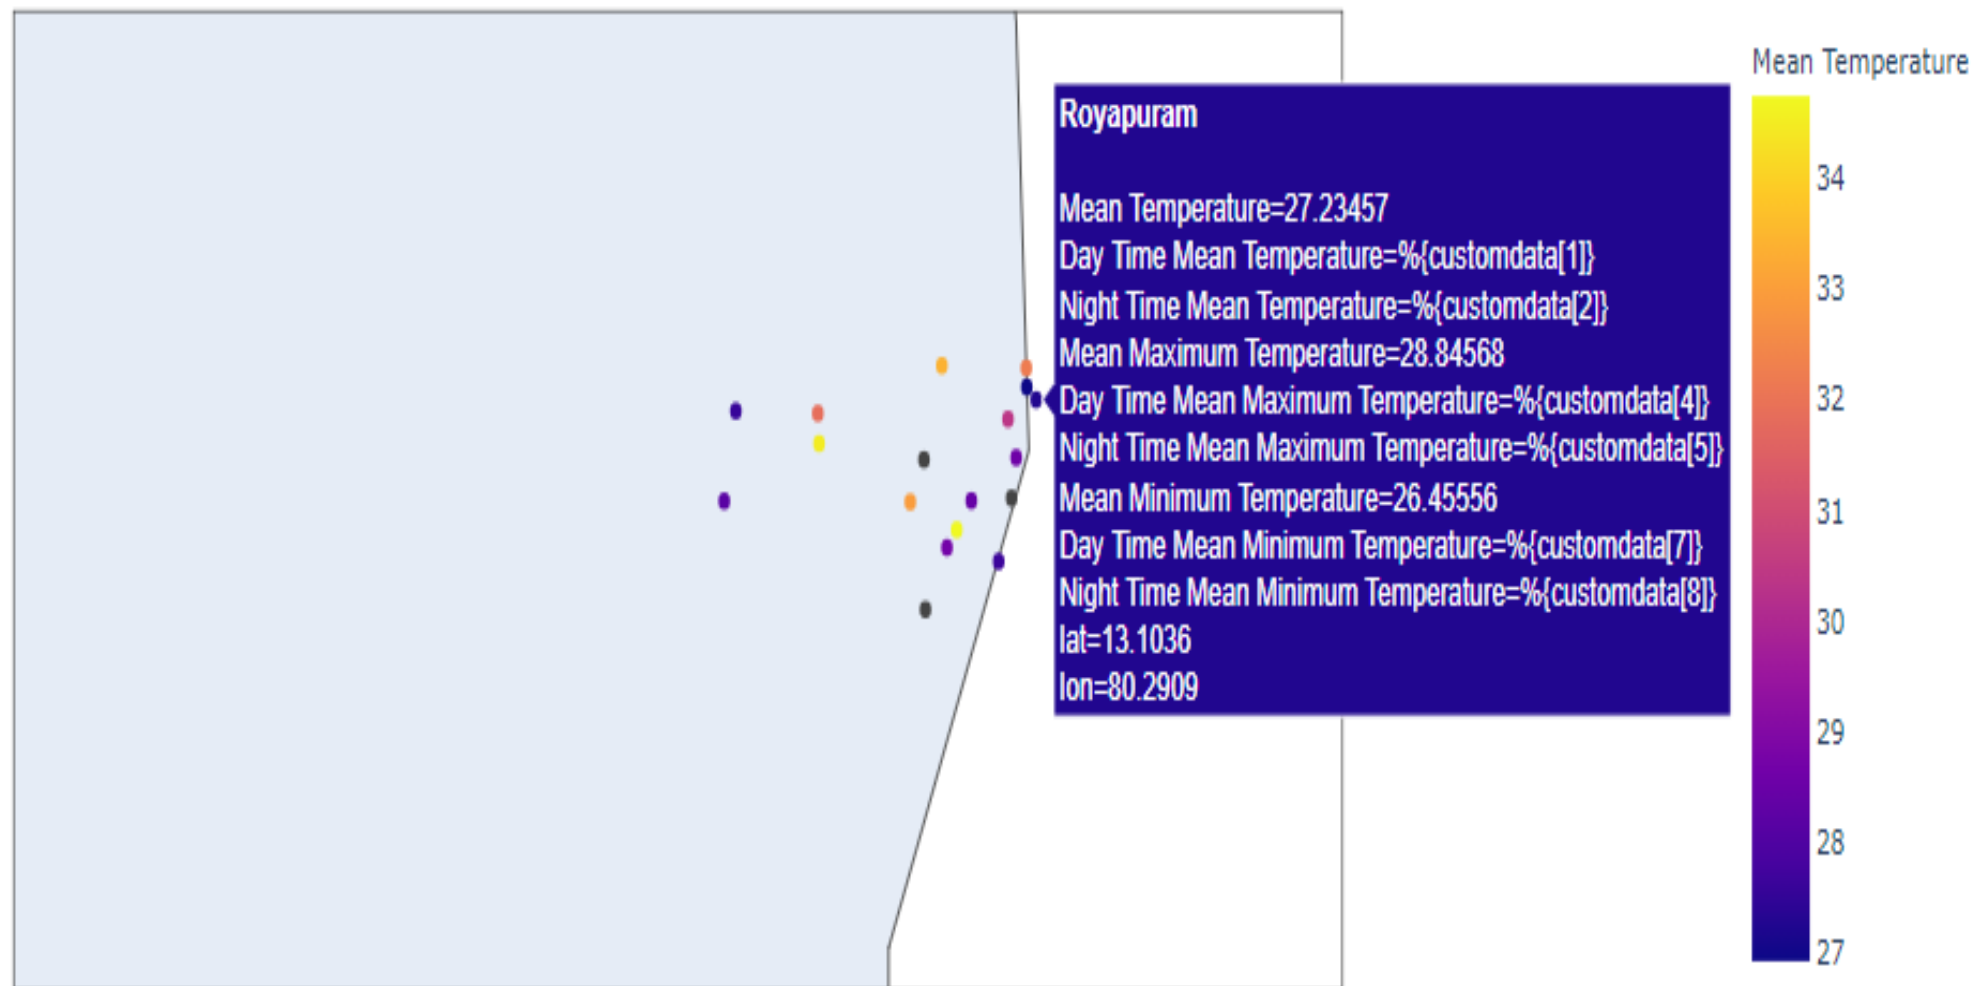 Mean Temperature
Royapuram
Mean Temperature=27.23457
Day Time Mean Temperature=%{customdata[1]}
Night Time Mean Temperature=%{customdata[2]}
Mean Maximum Temperature=28.84568
Day Time Mean Maximum Temperature=%{customdata[4]}
Night Time Mean Maximum Temperature=%{customdata[5]}
Mean Minimum Temperature=26.45556
Day Time Mean Minimum Temperature=%{customdata[7]}
Night Time Mean Minimum Temperature=%{customdata[8]}
lat=13.1036
lon=80.2909
34
33
32
31
30
29
28
27